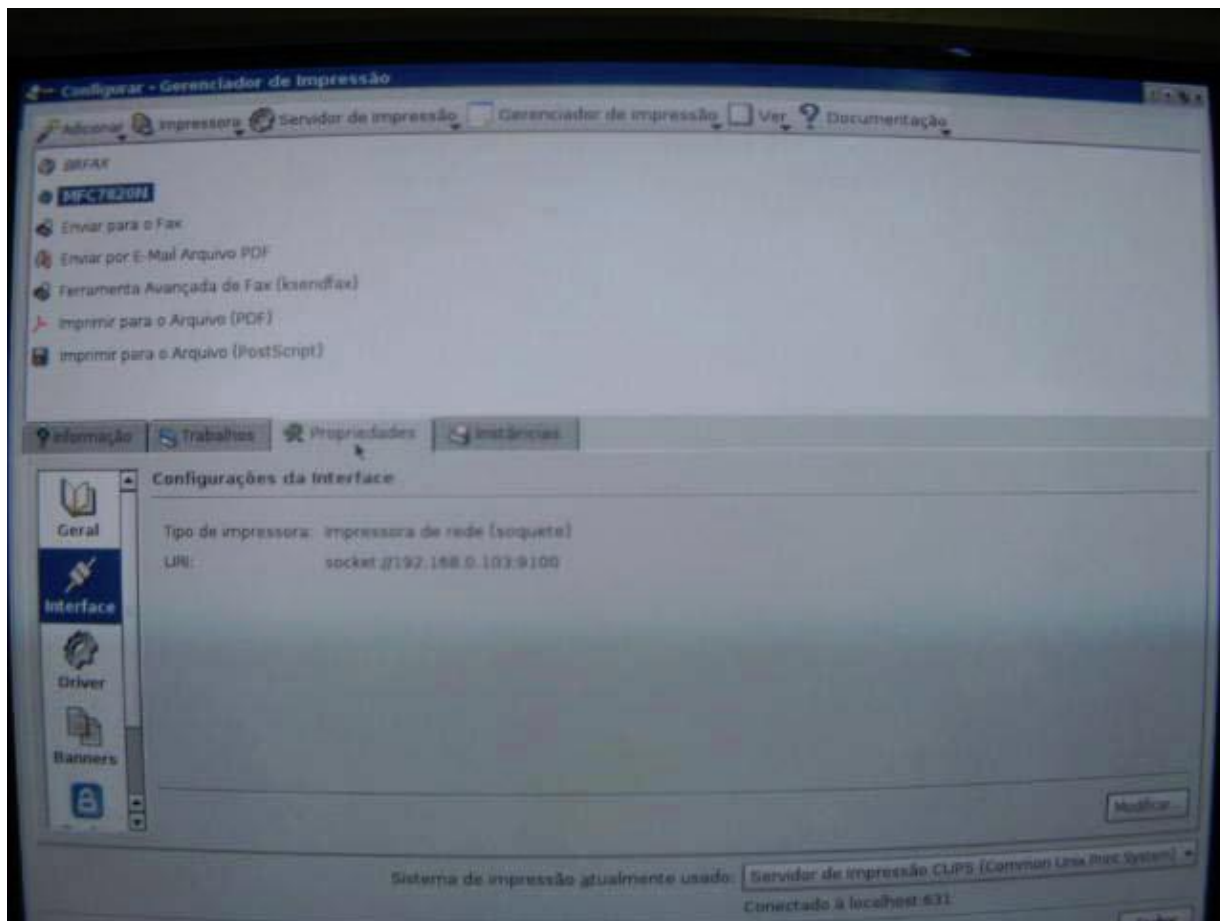 Configurar - Gerenciador de Impressão
Adicionar Impressora Servidor de impressão Gerenciador de impressão Ver Documentação
BRFAX
MFC7820N
Enviar para o Fax
Enviar por E-Mail Arquivo PDF
Ferramenta Avançada de Fax (ksendfax)
Imprimir para o Arquivo (PDF)
Imprimir para o Arquivo (PostScript)
Informação Trabalhos Propriedades Instâncias
Configurações da Interface
Geral
Tipo de impressora: Impressora de rede (soquete)
URI: socket://192.168.0.103:9100
Interface
Driver
Banners
Modificar...
Sistema de impressão atualmente usado: Servidor de impressão CUPS (Common Unix Print System)
Conectado à localhost:631